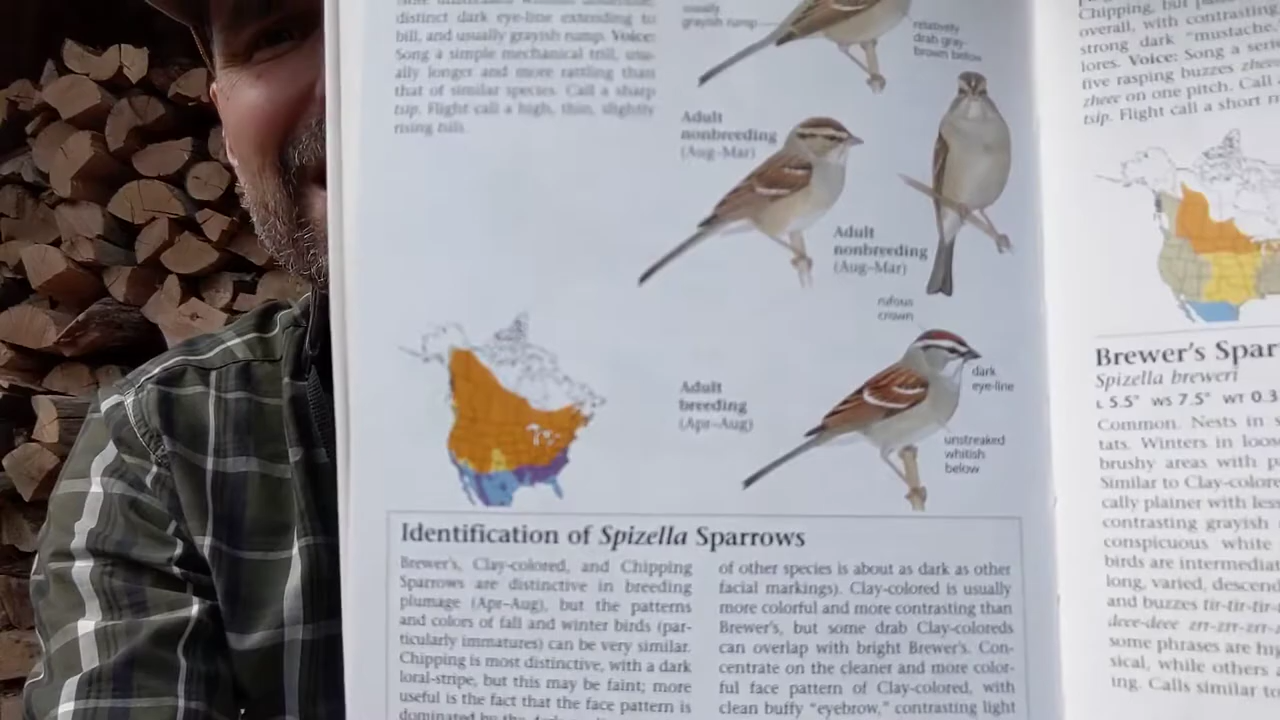 distinct dark eye-line extending to
bill, and usually grayish rump. Voice:
Song a simple mechanical trill, usu-
ally longer and more rattling than
that of similar species. Call a sharp
tsip. Flight call a high, thin, slightly
rising
usually
grayish rump
relatively
drab gray-
brown below
Adult
nonbreeding
(Aug–Mar)
Adult
nonbreeding
(Aug–Mar)
rufous
crown
dark
eye-line
Adult
breeding
(Apr–Aug)
unstreaked
whitish
below
Identification of Spizella Sparrows
Brewer's, Clay-colored, and Chipping
Sparrows are distinctive in breeding
plumage (Apr–Aug), but the patterns
and colors of fall and winter birds (par-
ticularly immatures) can be very similar.
Chipping is most distinctive, with a dark
loral-stripe, but this may be faint; more
useful is the fact that the face pattern is
dominated by the
of other species is about as dark as other
facial markings). Clay-colored is usually
more colorful and more contrasting than
Brewer's, but some drab Clay-coloreds
can overlap with bright Brewer's. Con-
centrate on the cleaner and more color-
ful face pattern of Clay-colored, with
clean buffy "eyebrow," contrasting light
Chipping, but
overall, with contrasting
strong dark "mustache,
lores. Voice: Song a seri
five rasping buzzes zhee
zheee on one pitch. Call
tsip. Flight call a short
Brewer's Spar
Spizella breweri
L 5.5" WS 7.5" WT 0.3
Common. Nests in s
tats. Winters in loos
brushy areas with p
Similar to Clay-colore
cally plainer with less
contrasting grayish
conspicuous white
birds are intermediat
long, varied, descend
and buzzes tir-tir-tir-
deee-deee zrr-zrr-zrr-
some phrases are hig
sical, while others
ing. Calls similar to